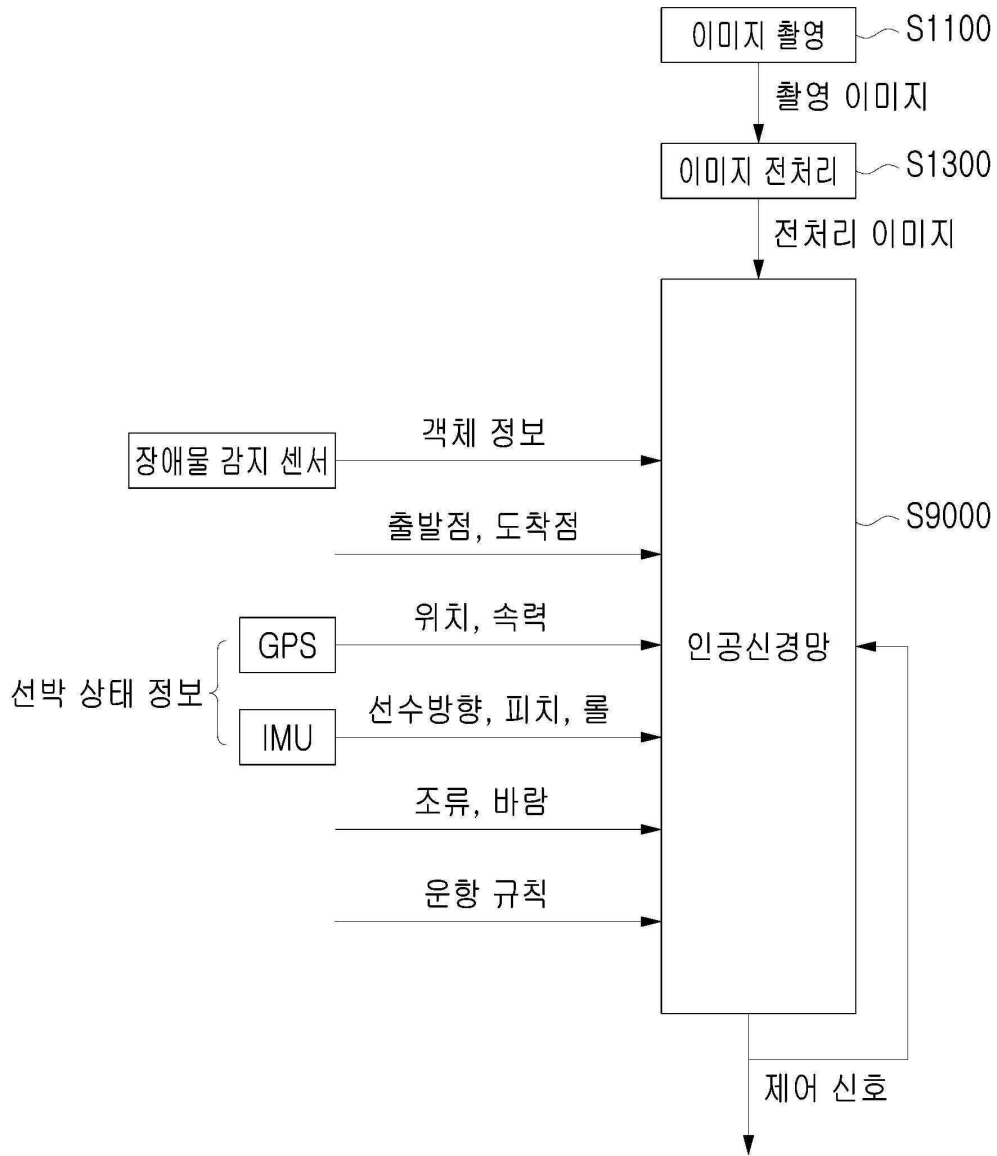 이미지 촬영
S1100
촬영 이미지
이미지 전처리
S1300
전처리 이미지
객체 정보
장애물 감지 센서
출발점, 도착점
S9000
위치, 속력
GPS
인공신경망
선박 상태 정보
선수방향, 피치, 롤
IMU
조류, 바람
운항 규칙
제어 신호